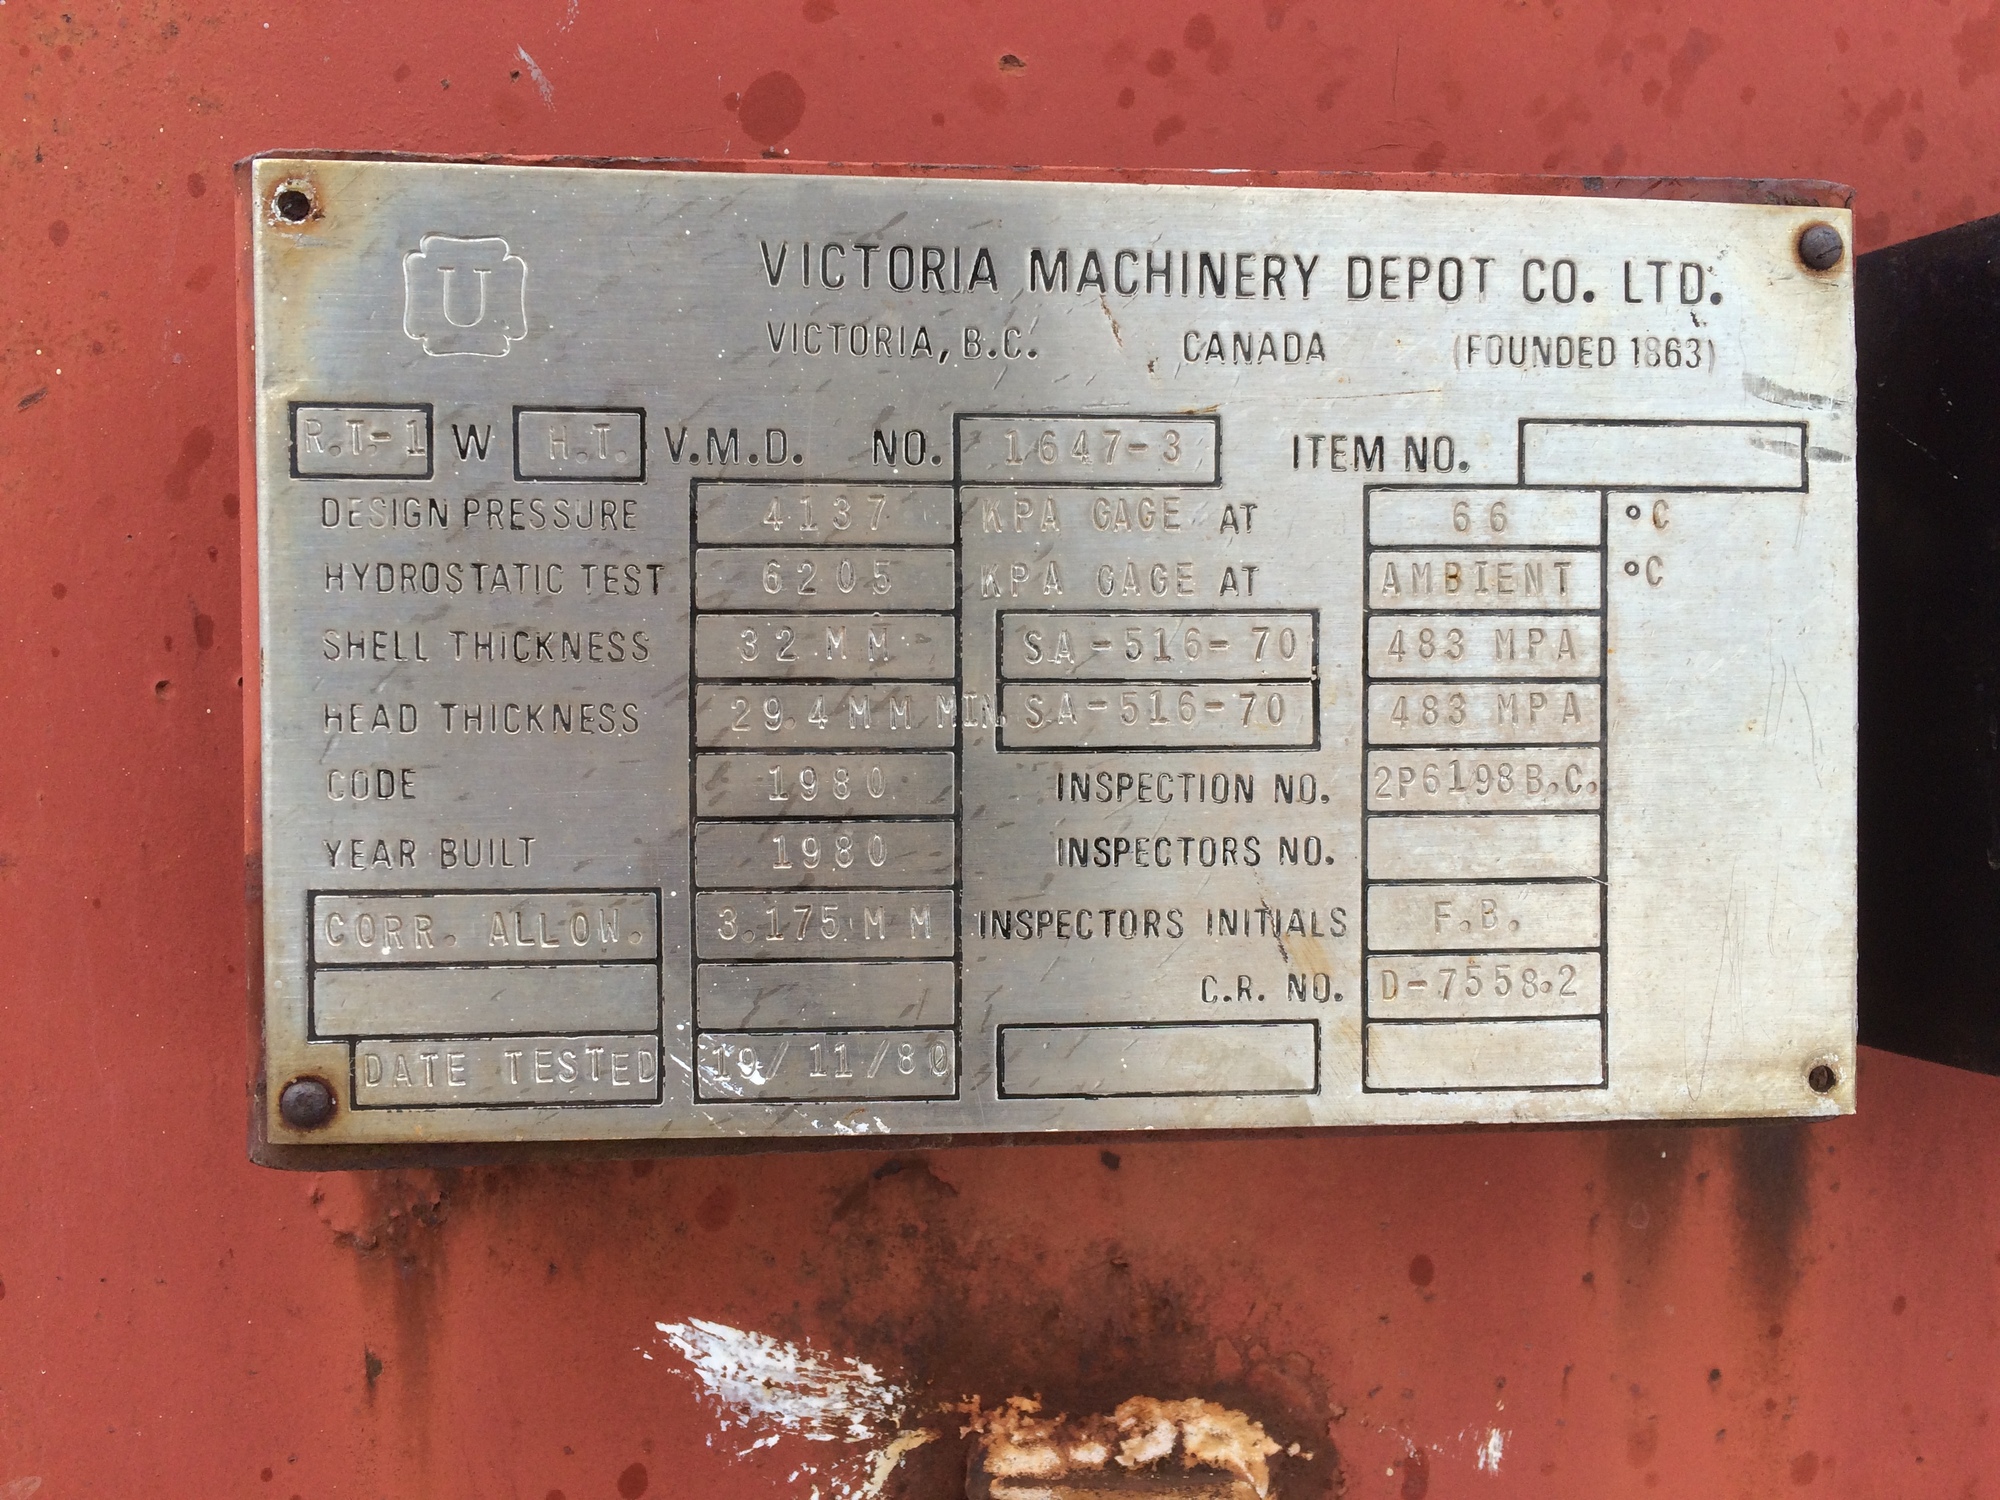 U
VICTORIA MACHINERY DEPOT CO. LTD.
VICTORIA, B.C. CANADA (FOUNDED 1863)
R.T-1 W H.T. V.M.D. NO. 1647-3 ITEM NO.
DESIGN PRESSURE 4137 KPA GAGE AT 66 °C
HYDROSTATIC TEST 6205 KPA GAGE AT AMBIENT °C
SHELL THICKNESS 32 MM SA-516-70 483 MPA
HEAD THICKNESS 29.4 MM MIN. SA-516-70 483 MPA
CODE 1980 INSPECTION NO. 2P6198 B.C.
YEAR BUILT 1980 INSPECTORS NO.
CORR. ALLOW. 3.175 MM INSPECTORS INITIALS F.B.
C.R. NO. D-7558.2
DATE TESTED 19/11/80